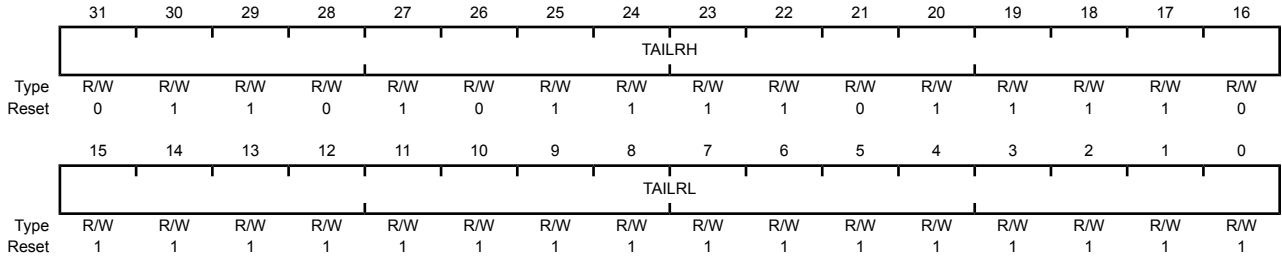 31 30 29 28 27 26 25 24 23 22 21 20 19 18 17 16
TAILRH
Type R/W R/W R/W R/W R/W R/W R/W R/W R/W R/W R/W R/W R/W R/W R/W R/W
Reset 0 1 1 0 1 0 1 1 1 1 0 1 1 1 1 0
15 14 13 12 11 10 9 8 7 6 5 4 3 2 1 0
TAILRL
Type R/W R/W R/W R/W R/W R/W R/W R/W R/W R/W R/W R/W R/W R/W R/W R/W
Reset 1 1 1 1 1 1 1 1 1 1 1 1 1 1 1 1